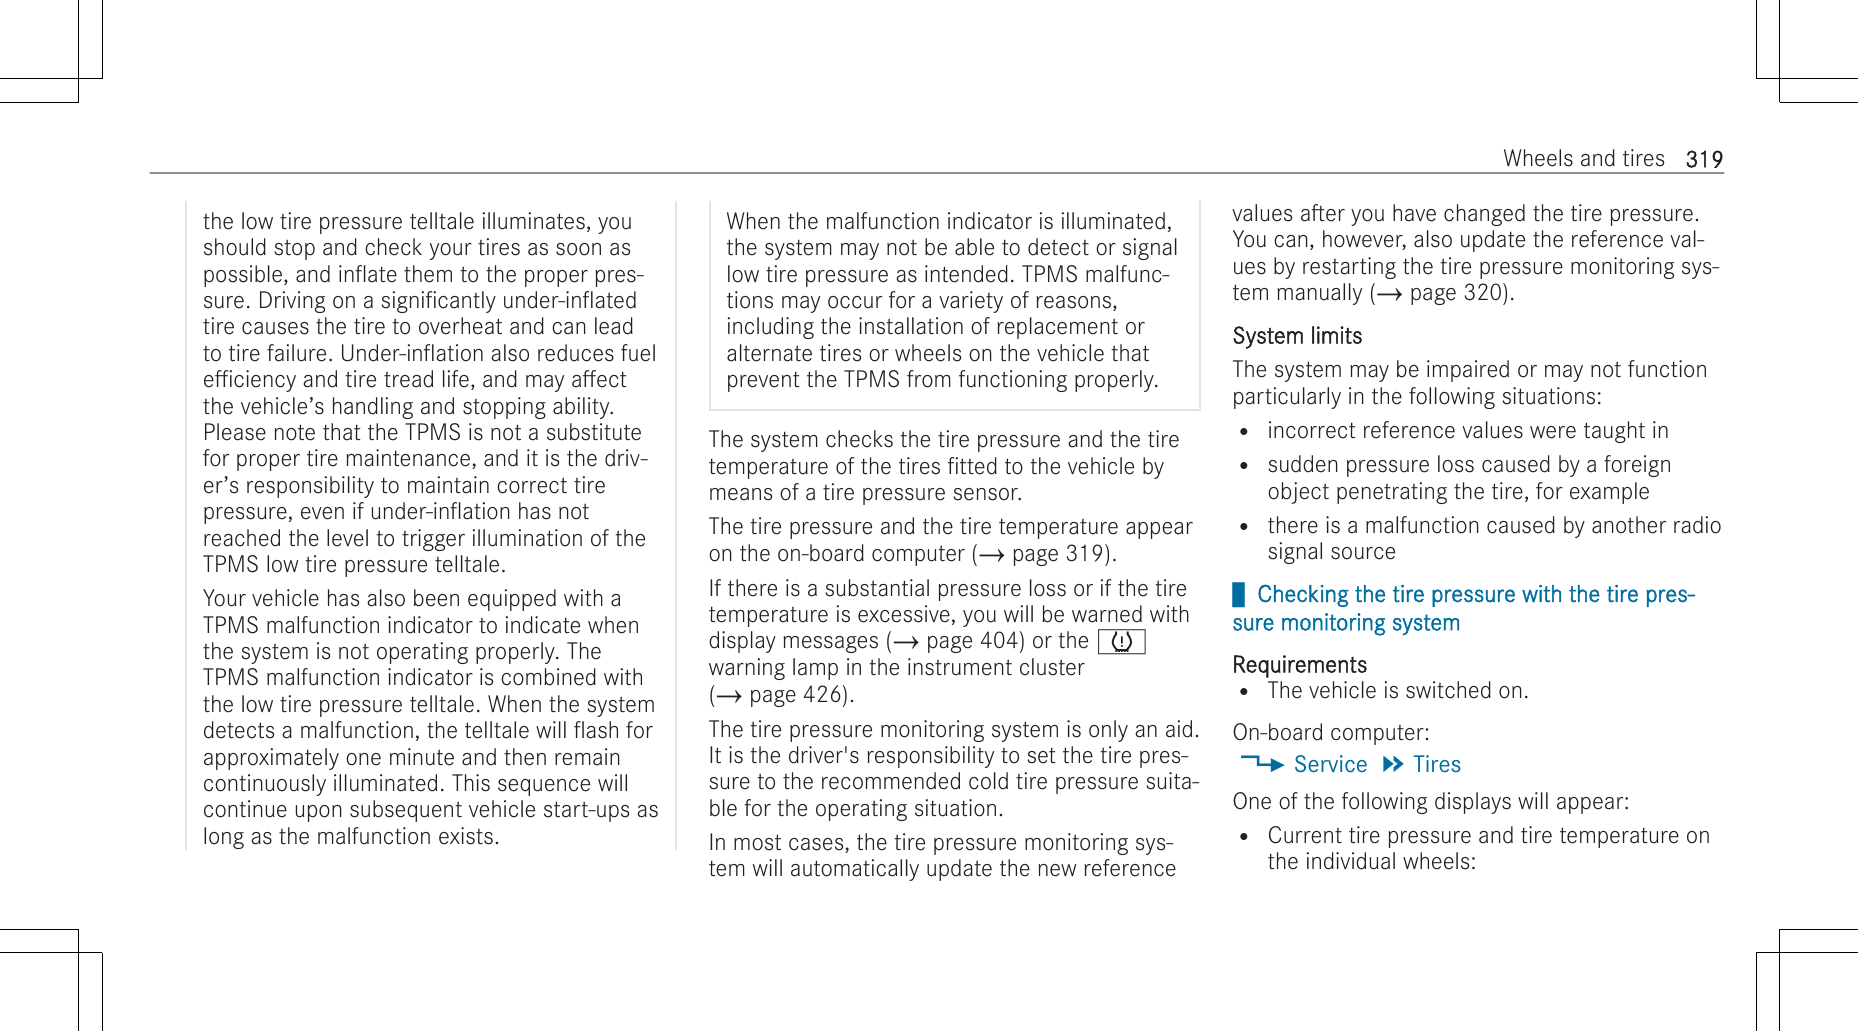 Wheels and tires 319
the low tire pressure telltale illuminates, you
should stop and check your tires as soon as
possible, and inflate them to the proper pres-
sure. Driving on a significantly under-inflated
tire causes the tire to overheat and can lead
to tire failure. Under-inflation also reduces fuel
efficiency and tire tread life, and may affect
the vehicle’s handling and stopping ability.
Please note that the TPMS is not a substitute
for proper tire maintenance, and it is the driv-
er’s responsibility to maintain correct tire
pressure, even if under-inflation has not
reached the level to trigger illumination of the
TPMS low tire pressure telltale.
Your vehicle has also been equipped with a
TPMS malfunction indicator to indicate when
the system is not operating properly. The
TPMS malfunction indicator is combined with
the low tire pressure telltale. When the system
detects a malfunction, the telltale will flash for
approximately one minute and then remain
continuously illuminated. This sequence will
continue upon subsequent vehicle start-ups as
long as the malfunction exists.
When the malfunction indicator is illuminated,
the system may not be able to detect or signal
low tire pressure as intended. TPMS malfunc-
tions may occur for a variety of reasons,
including the installation of replacement or
alternate tires or wheels on the vehicle that
prevent the TPMS from functioning properly.
The system checks the tire pressure and the tire
temperature of the tires fitted to the vehicle by
means of a tire pressure sensor.
The tire pressure and the tire temperature appear
on the on-board computer (→ page 319).
If there is a substantial pressure loss or if the tire
temperature is excessive, you will be warned with
display messages (→ page 404) or the
warning lamp in the instrument cluster
(→ page 426).
The tire pressure monitoring system is only an aid.
It is the driver's responsibility to set the tire pres-
sure to the recommended cold tire pressure suita-
ble for the operating situation.
In most cases, the tire pressure monitoring sys-
tem will automatically update the new reference
values after you have changed the tire pressure.
You can, however, also update the reference val-
ues by restarting the tire pressure monitoring sys-
tem manually (→ page 320).
System limits
The system may be impaired or may not function
particularly in the following situations:
• incorrect reference values were taught in
• sudden pressure loss caused by a foreign
object penetrating the tire, for example
• there is a malfunction caused by another radio
signal source
Checking the tire pressure with the tire pres-
sure monitoring system
Requirements
• The vehicle is switched on.
On-board computer:
Service Tires
One of the following displays will appear:
• Current tire pressure and tire temperature on
the individual wheels: